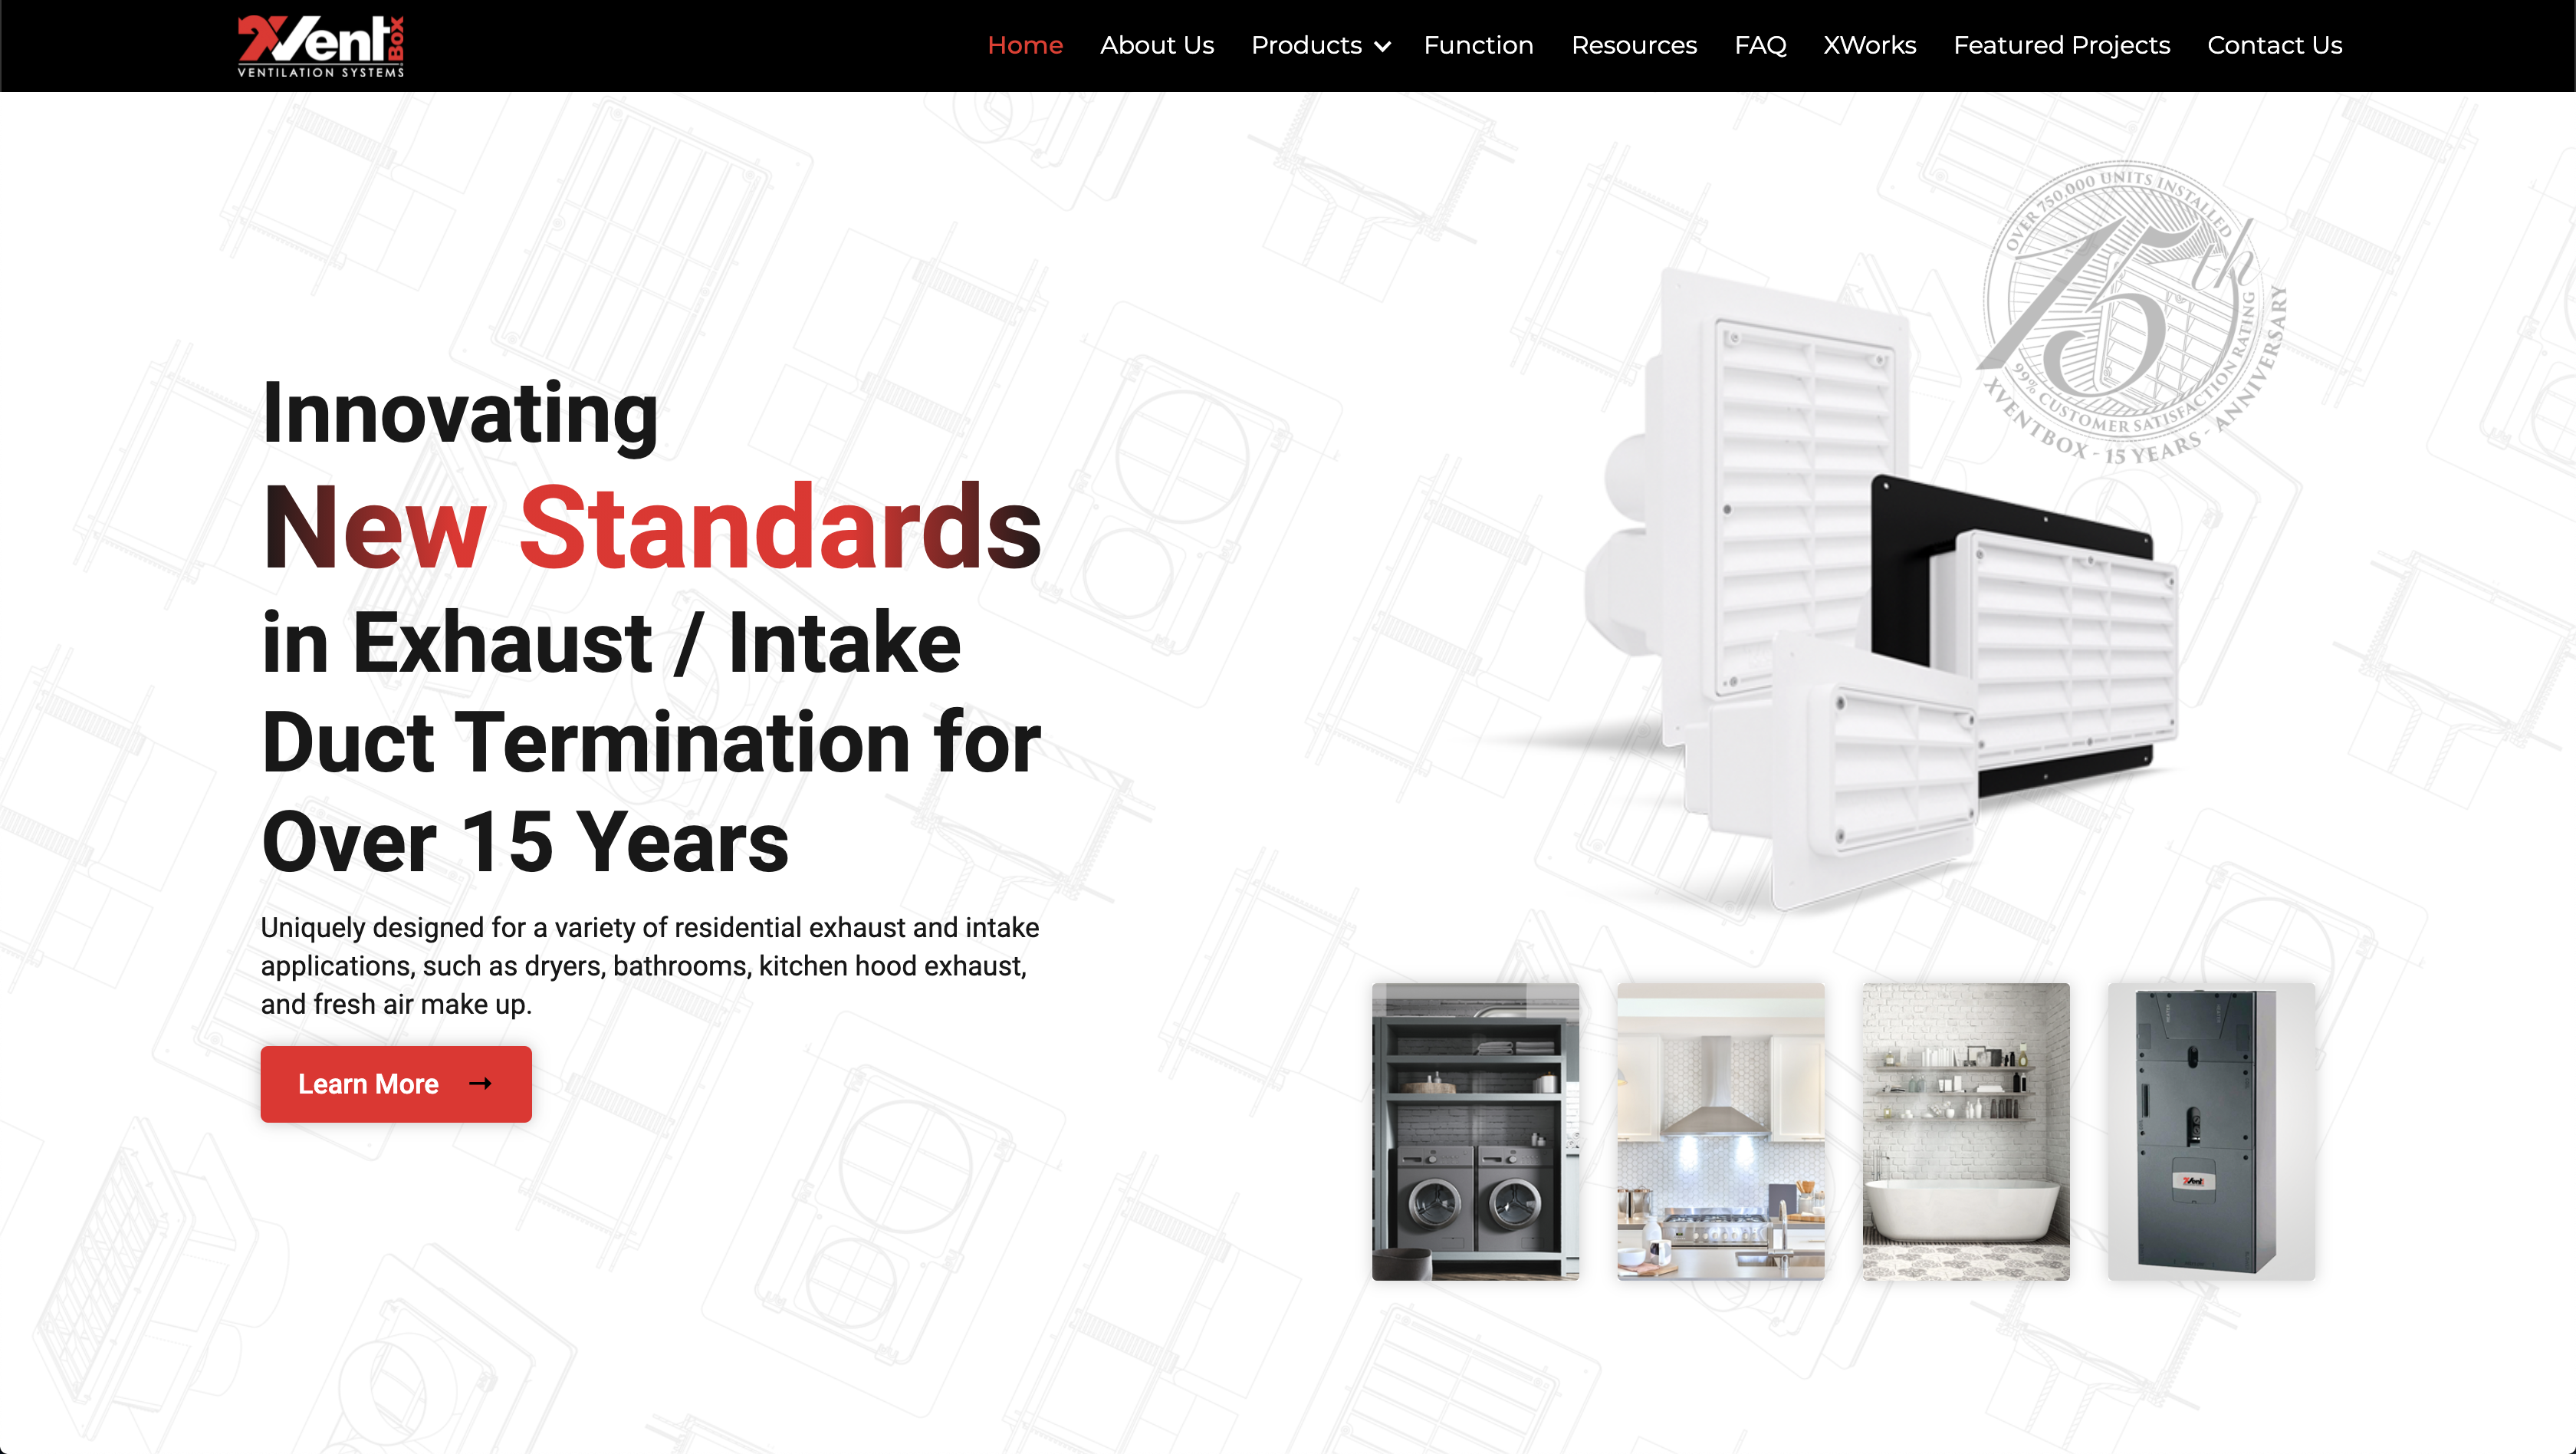 XVent BOX
VENTILATION SYSTEMS
Home
About Us
Products
Function
Resources
FAQ
XWorks
Featured Projects
Contact Us
OVER 750,000 UNITS INSTALLED
15th
99% CUSTOMER SATISFACTION RATING
XVENTBOX - 15 YEARS - ANNIVERSARY
Innovating
New Standards
in Exhaust / Intake
Duct Termination for
Over 15 Years
Uniquely designed for a variety of residential exhaust and intake
applications, such as dryers, bathrooms, kitchen hood exhaust,
and fresh air make up.
Learn More →
XVent